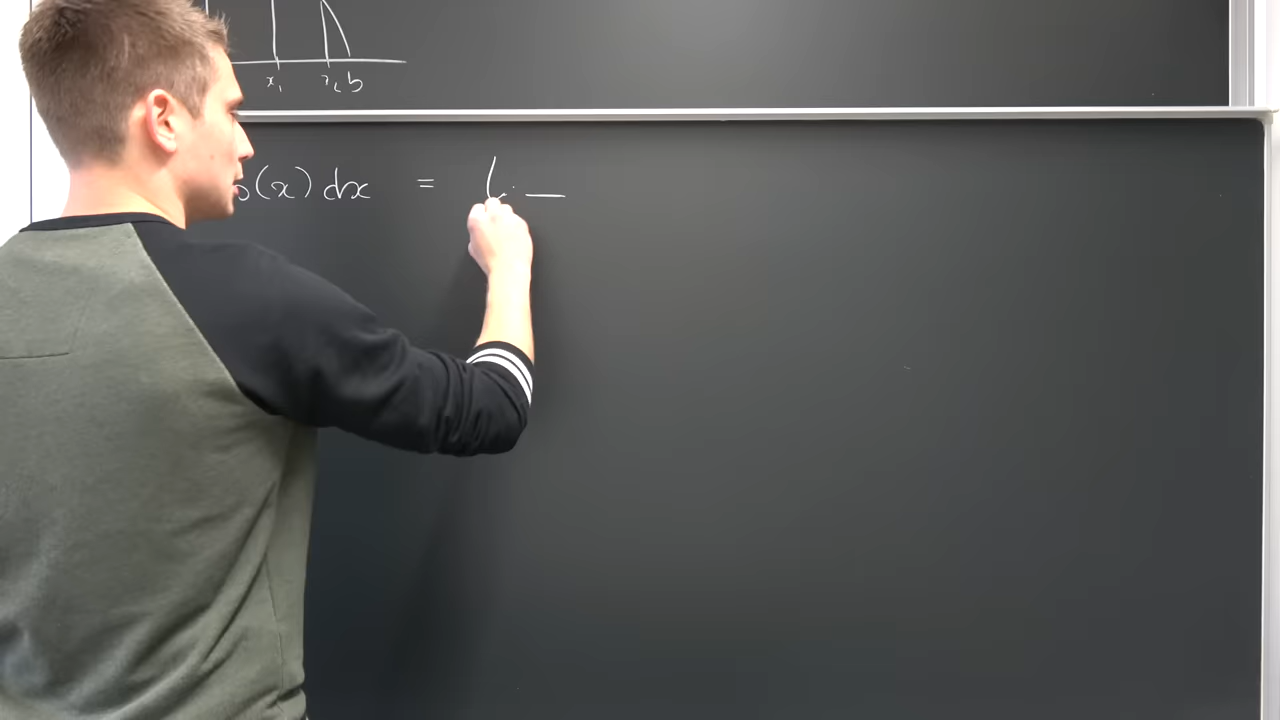 x₁ x₂ b
(x) dx =